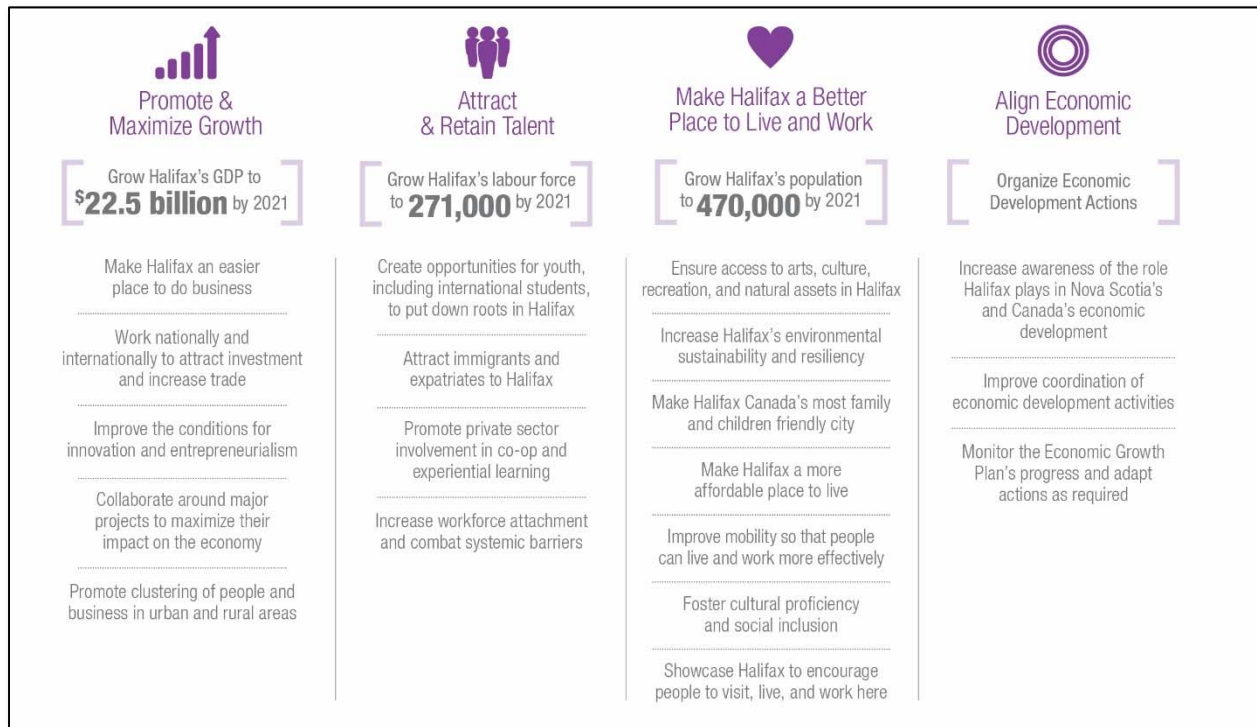 Promote &
Maximize Growth
Grow Halifax's GDP to
$22.5 billion by 2021
Make Halifax an easier
place to do business
Work nationally and
internationally to attract investment
and increase trade
Improve the conditions for
innovation and entrepreneurialism
Collaborate around major
projects to maximize their
impact on the economy
Promote clustering of people and
business in urban and rural areas
Attract
& Retain Talent
Grow Halifax's labour force
to 271,000 by 2021
Create opportunities for youth,
including international students,
to put down roots in Halifax
Attract immigrants and
expatriates to Halifax
Promote private sector
involvement in co-op and
experiential learning
Increase workforce attachment
and combat systemic barriers
Make Halifax a Better
Place to Live and Work
Grow Halifax's population
to 470,000 by 2021
Ensure access to arts, culture,
recreation, and natural assets in Halifax
Increase Halifax's environmental
sustainability and resiliency
Make Halifax Canada's most family
and children friendly city
Make Halifax a more
affordable place to live
Improve mobility so that people
can live and work more effectively
Foster cultural proficiency
and social inclusion
Showcase Halifax to encourage
people to visit, live, and work here
Align Economic
Development
Organize Economic
Development Actions
Increase awareness of the role
Halifax plays in Nova Scotia's
and Canada's economic
development
Improve coordination of
economic development activities
Monitor the Economic Growth
Plan's progress and adapt
actions as required